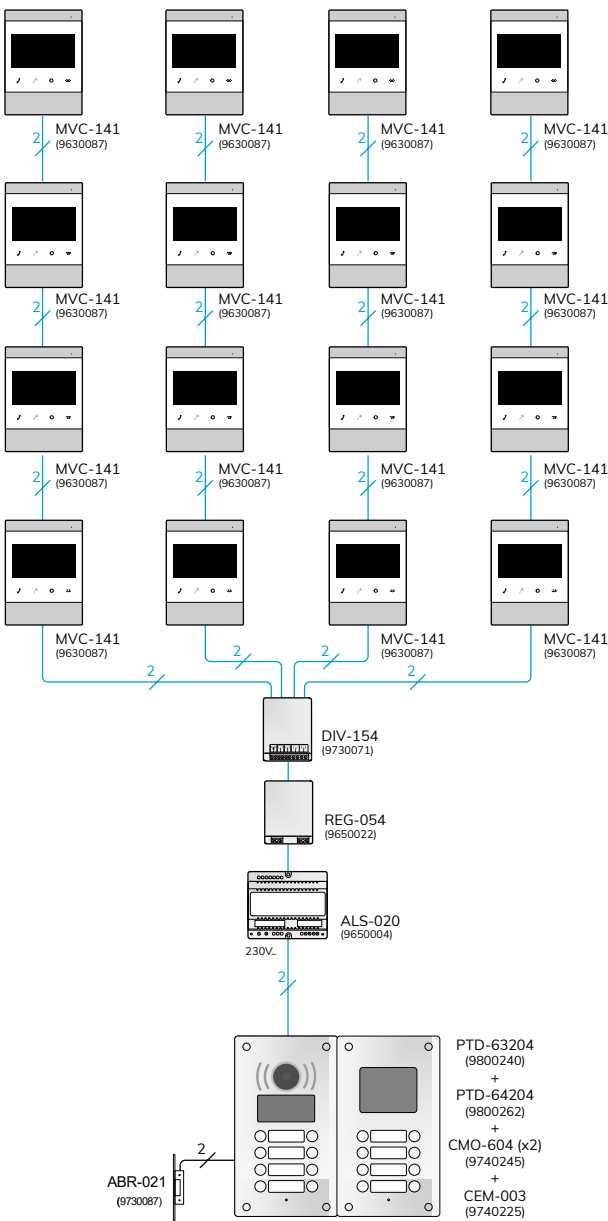 MVC-141 MVC-141 MVC-141 MVC-141
(9630087) (9630087) (9630087) (9630087)
2 2 2 2
MVC-141 MVC-141 MVC-141 MVC-141
(9630087) (9630087) (9630087) (9630087)
2 2 2 2
MVC-141 MVC-141 MVC-141 MVC-141
(9630087) (9630087) (9630087) (9630087)
2 2 2 2
MVC-141 MVC-141 MVC-141
(9630087) (9630087) (9630087)
2 2 2 2
DIV-154
(9730071)
REG-054
(9650022)
ALS-020
(9650004)
230V~
2
PTD-63204
(9800240)
+
PTD-64204
(9800262)
+
CMO-604 (x2)
(9740245)
+
CEM-003
(9740225)
2
ABR-021
(9730087)